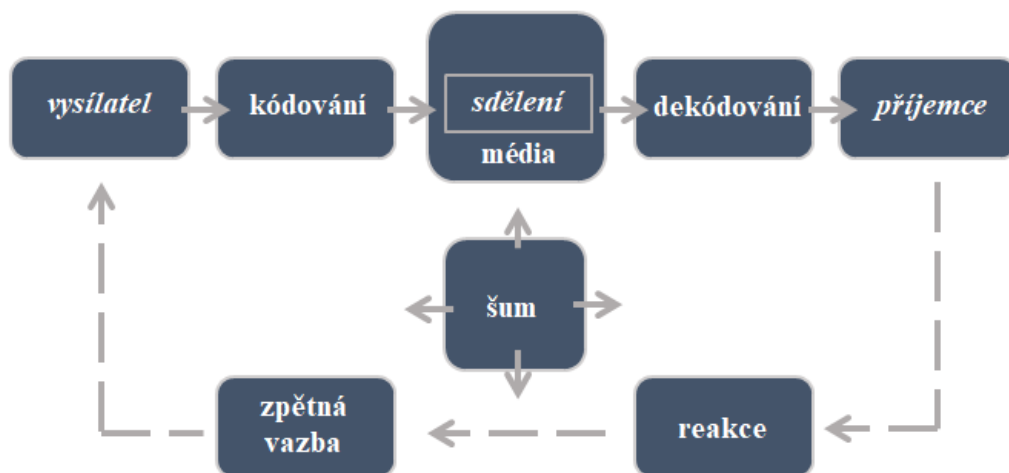 vysílatel
kódování
sdělení
média
dekódování
příjemce
šum
zpětná
vazba
reakce